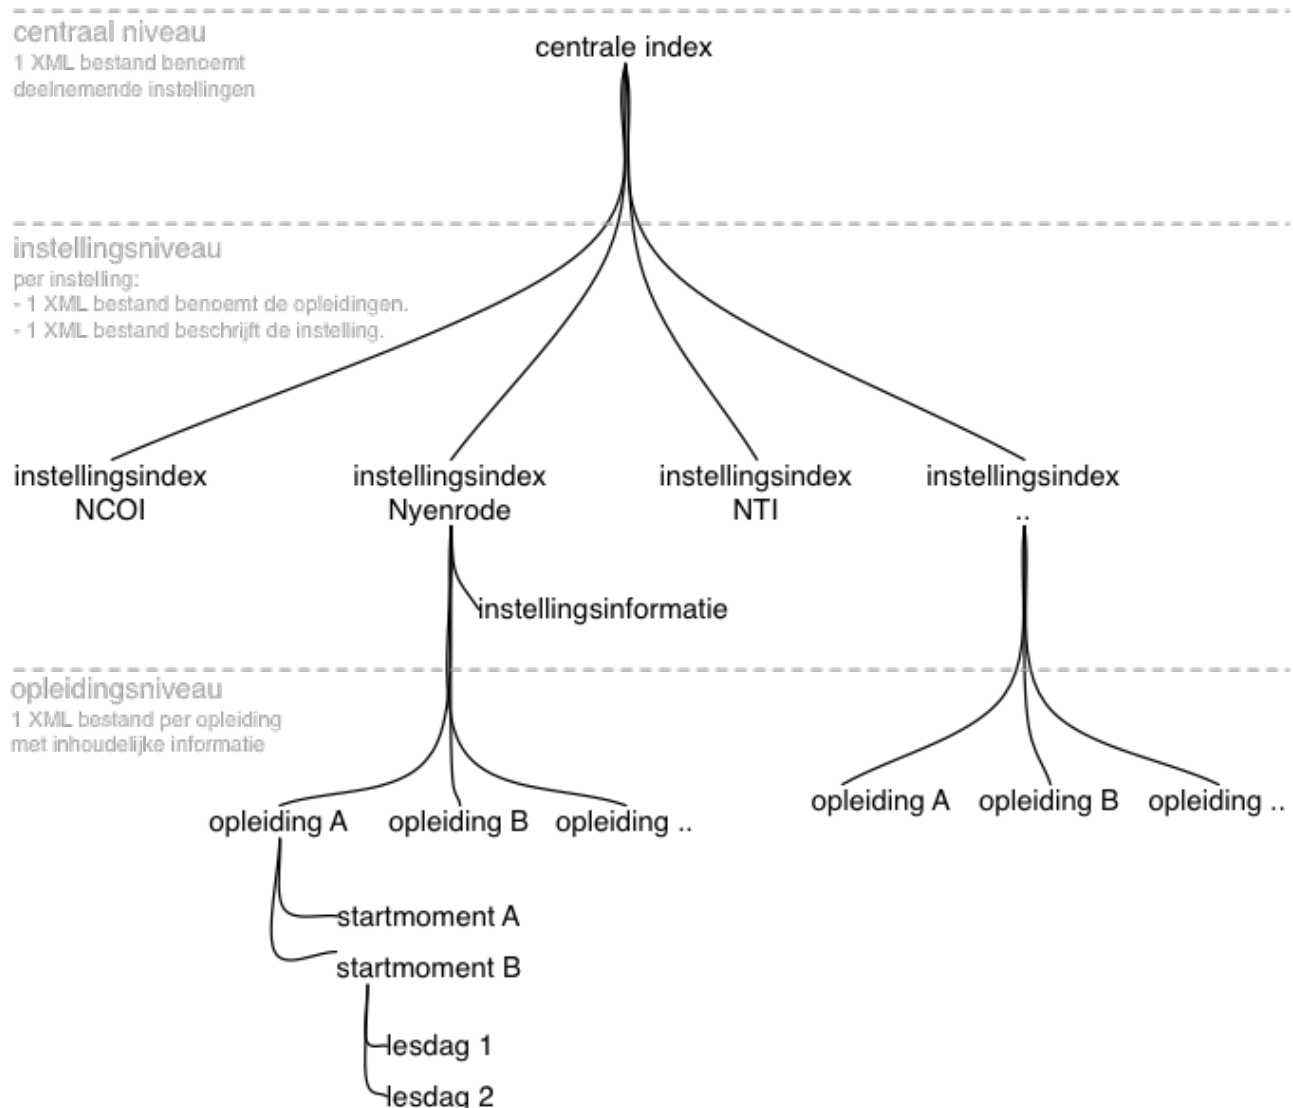 centraal niveau
1 XML bestand benoemt
deelnemende instellingen
centrale index
instellingsniveau
per instelling:
- 1 XML bestand benoemt de opleidingen.
- 1 XML bestand beschrijft de instelling.
instellingsindex
NCOI
instellingsindex
Nyenrode
instellingsindex
NTI
instellingsindex
..
instellingsinformatie
opleidingsniveau
1 XML bestand per opleiding
met inhoudelijke informatie
opleiding A
opleiding B
opleiding ..
opleiding A
opleiding B
opleiding ..
startmoment A
startmoment B
lesdag 1
lesdag 2